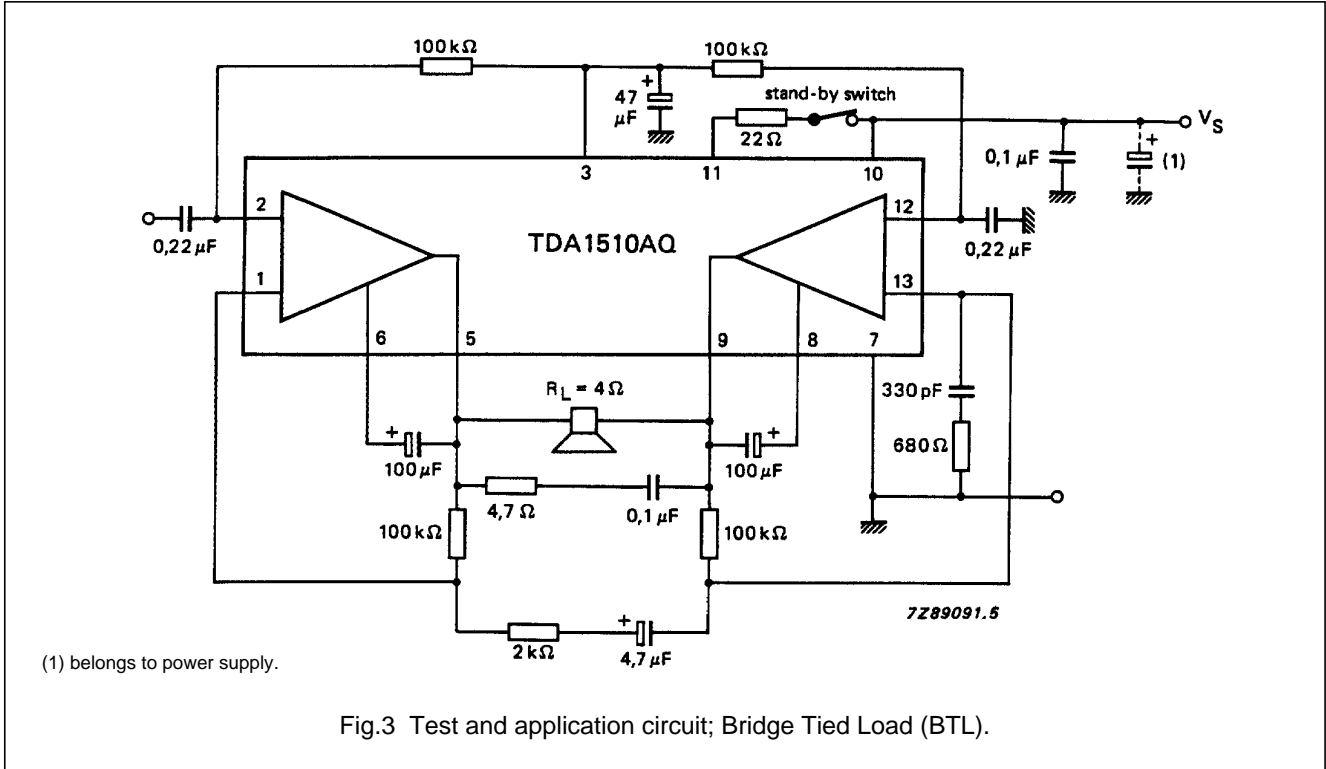 100 kΩ
100 kΩ
+
47
μF
stand-by switch
22 Ω
VS
0,1 μF
+
(1)
3
11
10
2
0,22 μF
TDA1510AQ
12
0,22 μF
1
13
6
5
9
8
7
RL = 4 Ω
330 pF
+
100 μF
+
100 μF
680 Ω
4,7 Ω
0,1 μF
100 kΩ
100 kΩ
7Z89091.5
2 kΩ
+
4,7 μF
(1) belongs to power supply.
Fig.3 Test and application circuit; Bridge Tied Load (BTL).